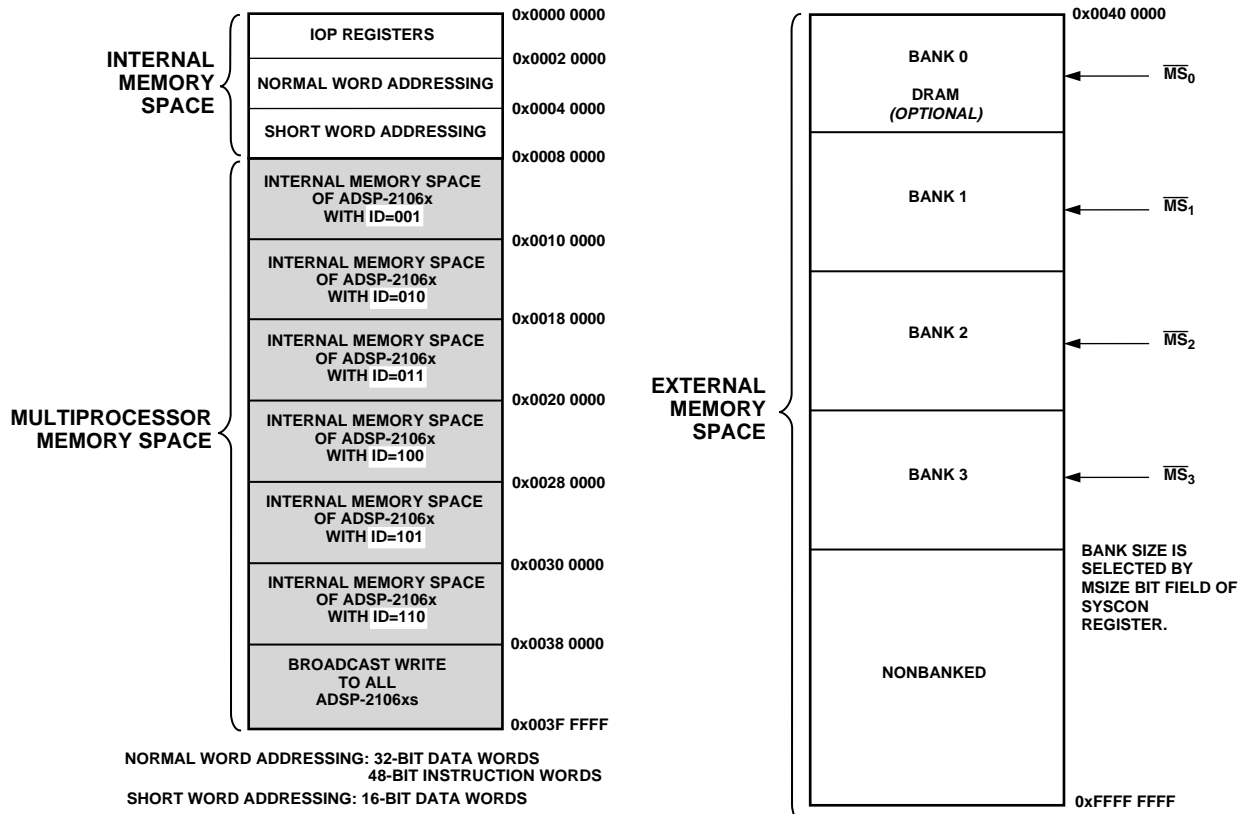 INTERNAL
MEMORY
SPACE
0x0000 0000
IOP REGISTERS
0x0002 0000
NORMAL WORD ADDRESSING
0x0004 0000
SHORT WORD ADDRESSING
0x0008 0000
MULTIPROCESSOR
MEMORY SPACE
INTERNAL MEMORY SPACE
OF ADSP-2106x
WITH ID=001
0x0010 0000
INTERNAL MEMORY SPACE
OF ADSP-2106x
WITH ID=010
0x0018 0000
INTERNAL MEMORY SPACE
OF ADSP-2106x
WITH ID=011
0x0020 0000
INTERNAL MEMORY SPACE
OF ADSP-2106x
WITH ID=100
0x0028 0000
INTERNAL MEMORY SPACE
OF ADSP-2106x
WITH ID=101
0x0030 0000
INTERNAL MEMORY SPACE
OF ADSP-2106x
WITH ID=110
0x0038 0000
BROADCAST WRITE
TO ALL
ADSP-2106xs
0x003F FFFF
NORMAL WORD ADDRESSING: 32-BIT DATA WORDS
48-BIT INSTRUCTION WORDS
SHORT WORD ADDRESSING: 16-BIT DATA WORDS
EXTERNAL
MEMORY
SPACE
0x0040 0000
BANK 0
DRAM
(OPTIONAL)
MS0
BANK 1
MS1
BANK 2
MS2
BANK 3
MS3
BANK SIZE IS
SELECTED BY
MSIZE BIT FIELD OF
SYSCON
REGISTER.
NONBANKED
0xFFFF FFFF